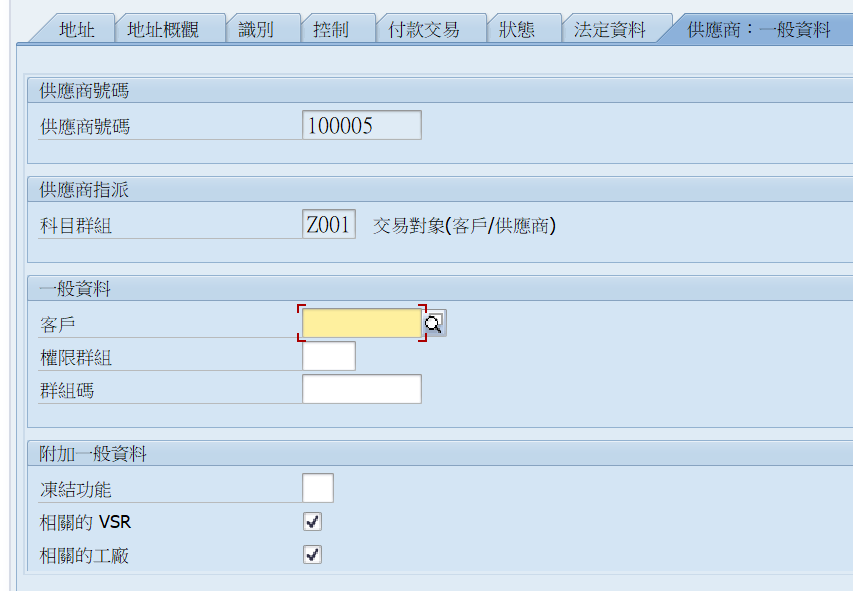 地址 地址概觀 識別 控制 付款交易 狀態 法定資料 供應商：一般資料
供應商號碼
供應商號碼 100005
供應商指派
科目群組 Z001 交易對象(客戶/供應商)
一般資料
客戶
權限群組
群組碼
附加一般資料
凍結功能
相關的 VSR
相關的工廠